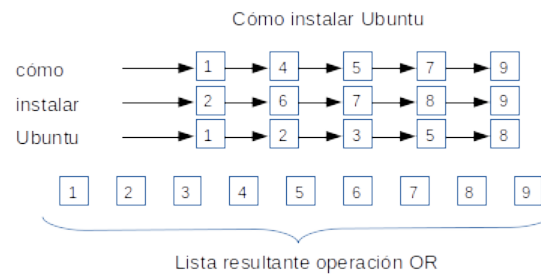 Cómo instalar Ubuntu
cómo 1 4 5 7 9
instalar 2 6 7 8 9
Ubuntu 1 2 3 5 8
1 2 3 4 5 6 7 8 9
Lista resultante operación OR